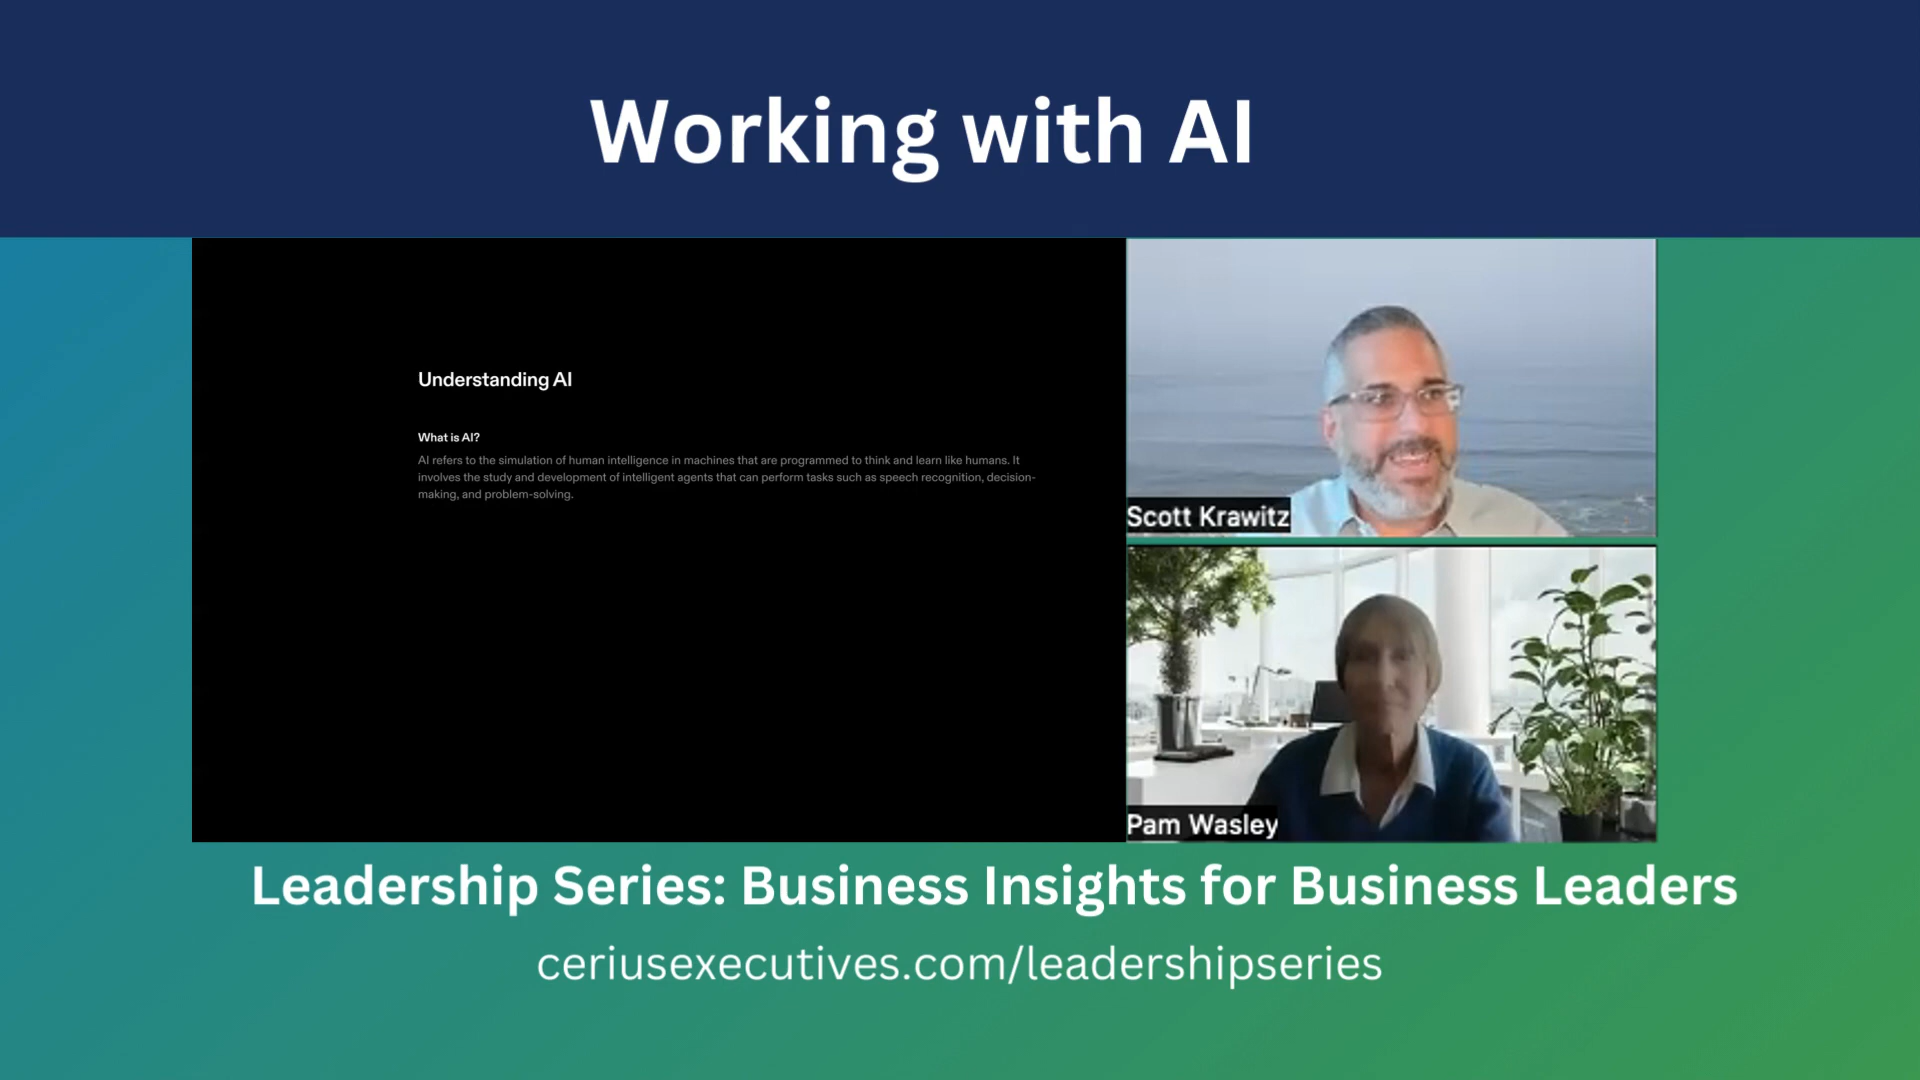 Working with AI
Understanding AI
What is AI?
AI refers to the simulation of human intelligence in machines that are programmed to think and learn like humans. It
involves the study and development of intelligent agents that can perform tasks such as speech recognition, decision-
making, and problem-solving.
Scott Krawitz
Pam Wasley
Leadership Series: Business Insights for Business Leaders
ceriusexecutives.com/leadershipseries